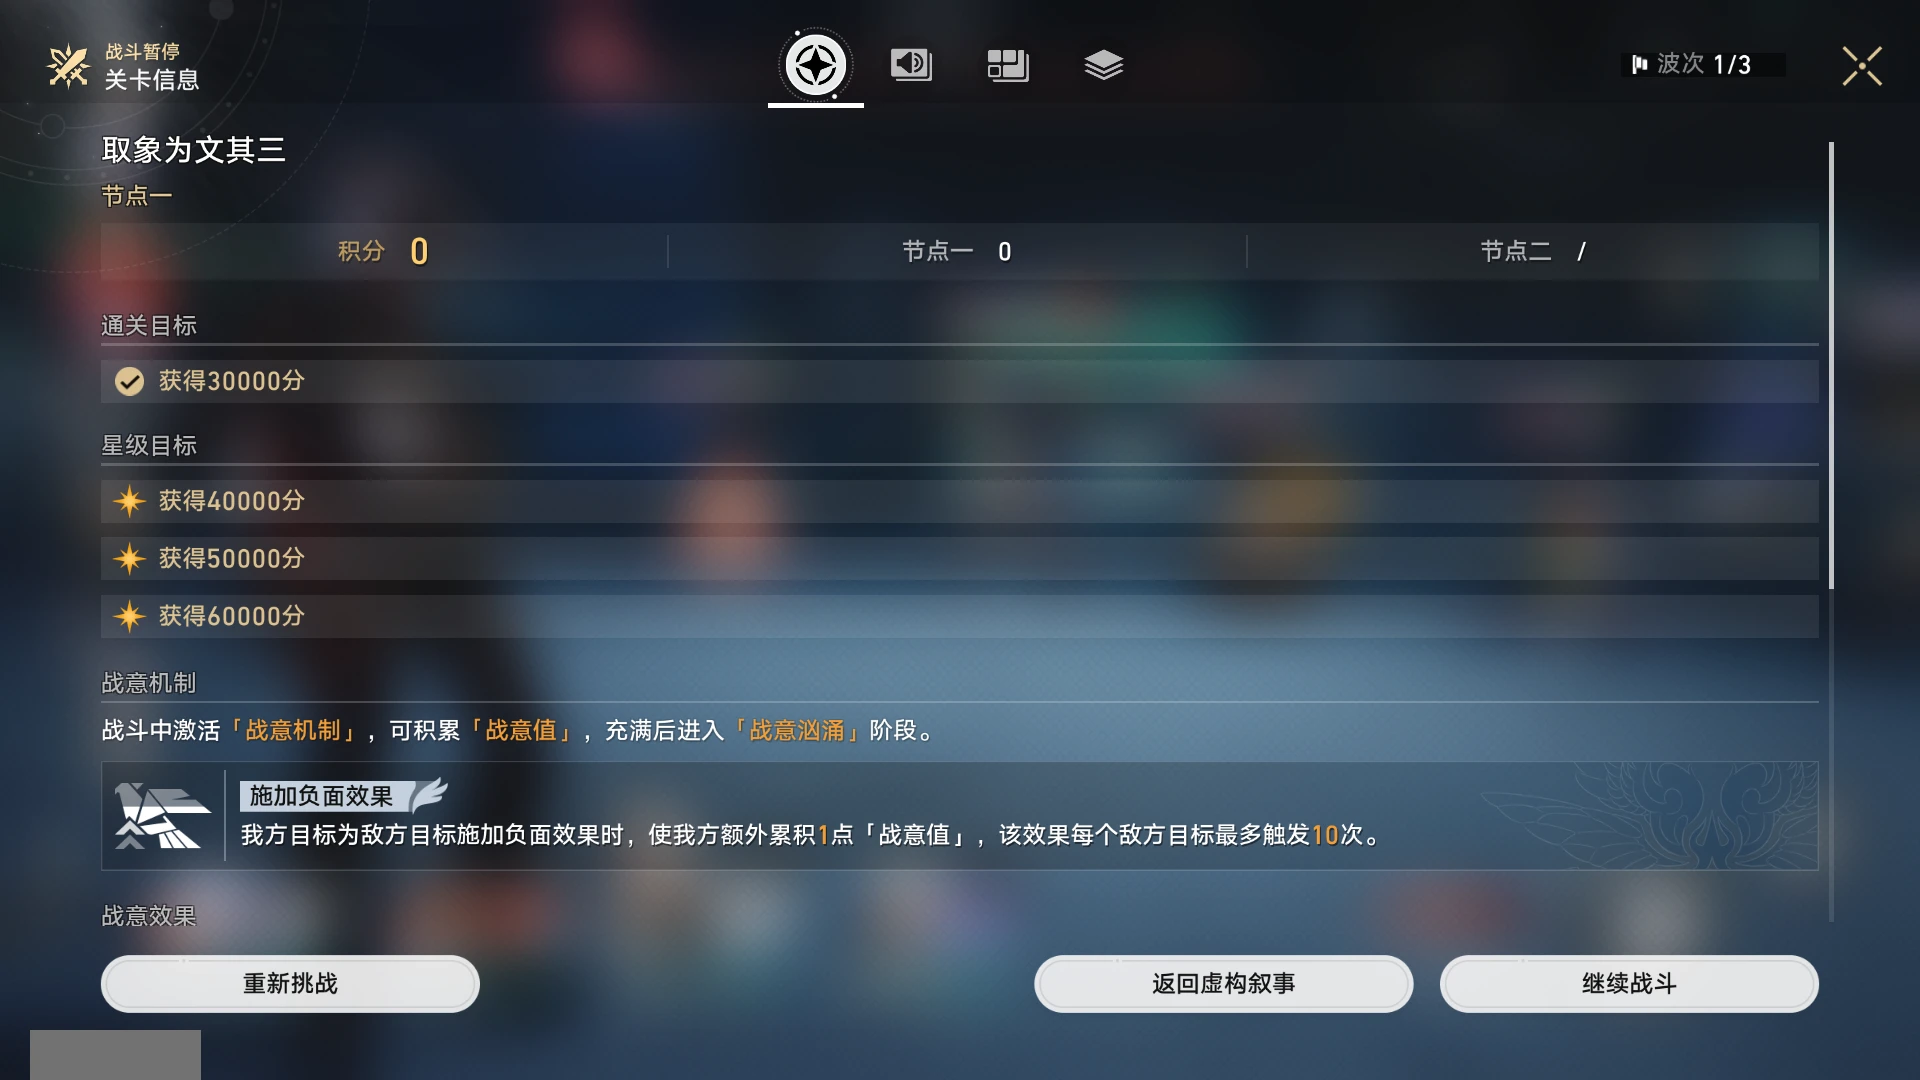 战斗暂停
关卡信息
波次 1/3
取象为文其三
节点一
积分 0 节点一 0 节点二 /
通关目标
获得30000分
星级目标
获得40000分
获得50000分
获得60000分
战意机制
战斗中激活「战意机制」，可积累「战意值」，充满后进入「战意汹涌」阶段。
施加负面效果
我方目标为敌方目标施加负面效果时，使我方额外累积1点「战意值」，该效果每个敌方目标最多触发10次。
战意效果
重新挑战
返回虚构叙事
继续战斗